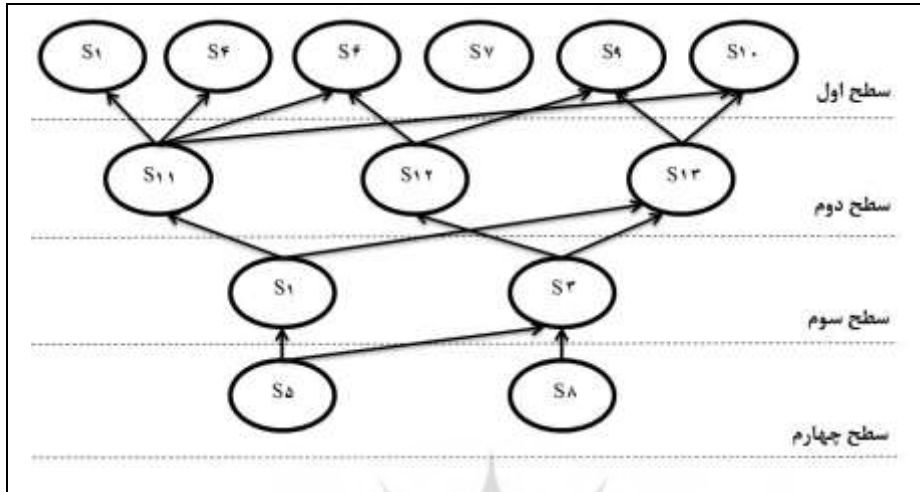 S۱ S۴ S۶ S۷ S۹ S۱۰
سطح اول
S۱۱ S۱۲ S۱۳
سطح دوم
S۱ S۳
سطح سوم
S۵ S۸
سطح چهارم